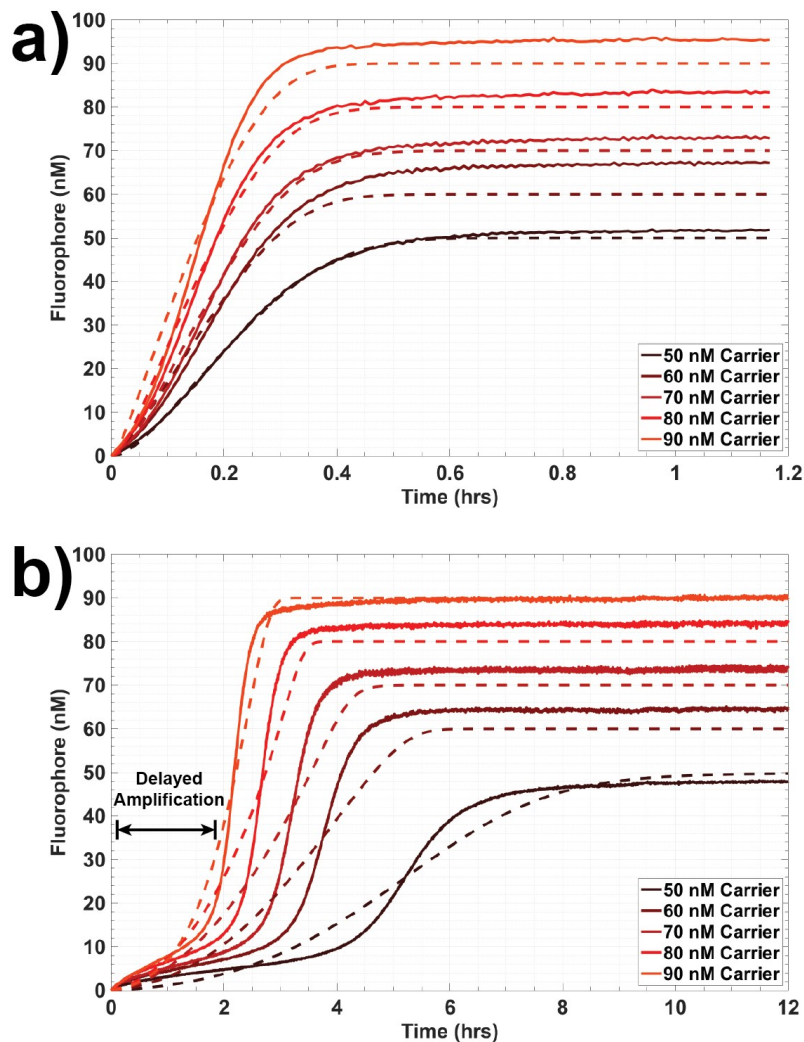 a)
100
90
80
70
60
50
40
30
20
10
0
Fluorophore (nM)
50 nM Carrier
60 nM Carrier
70 nM Carrier
80 nM Carrier
90 nM Carrier
0 0.2 0.4 0.6 0.8 1 1.2
Time (hrs)
b)
100
90
80
70
60
50
40
30
20
10
0
Fluorophore (nM)
Delayed
Amplification
50 nM Carrier
60 nM Carrier
70 nM Carrier
80 nM Carrier
90 nM Carrier
0 2 4 6 8 10 12
Time (hrs)